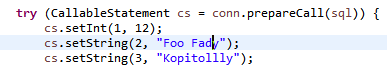 try (CallableStatement cs = conn.prepareCall(sql)) {
cs.setInt(1, 12);
cs.setString(2, "Foo Fady");
cs.setString(3, "Kopitollly");